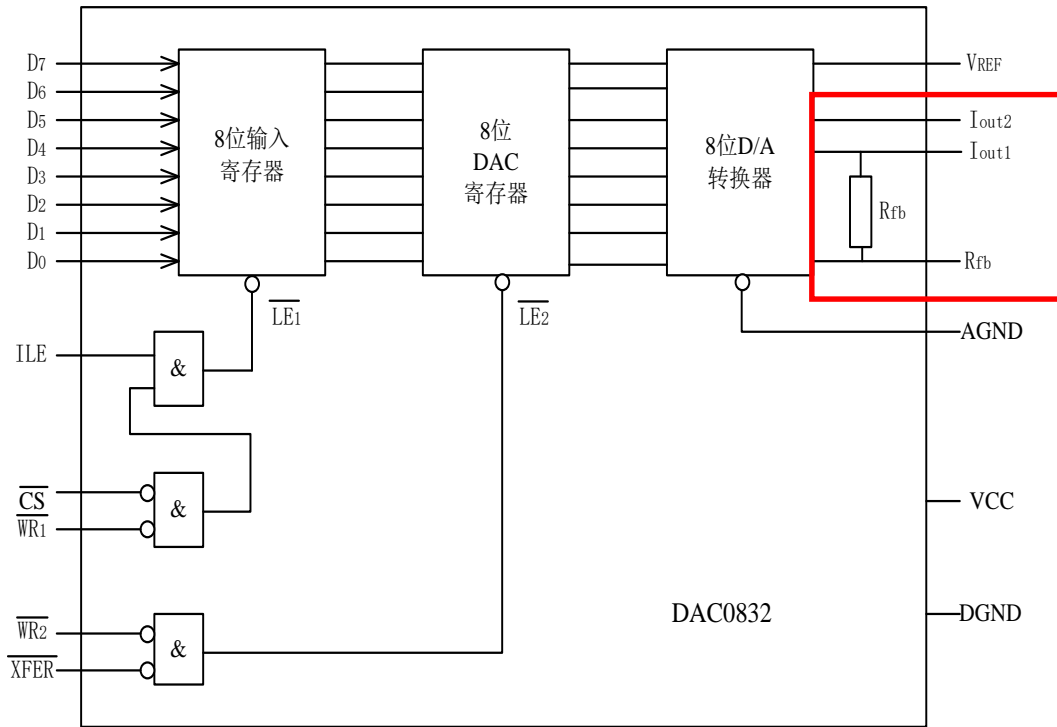 D7
D6
D5
D4
D3
D2
D1
D0
8位输入
寄存器
8位
DAC
寄存器
8位D/A
转换器
VREF
Iout2
Iout1
Rfb
Rfb
LE1
LE2
AGND
ILE
&
CS
WR1
&
VCC
WR2
XFER
&
DAC0832
DGND